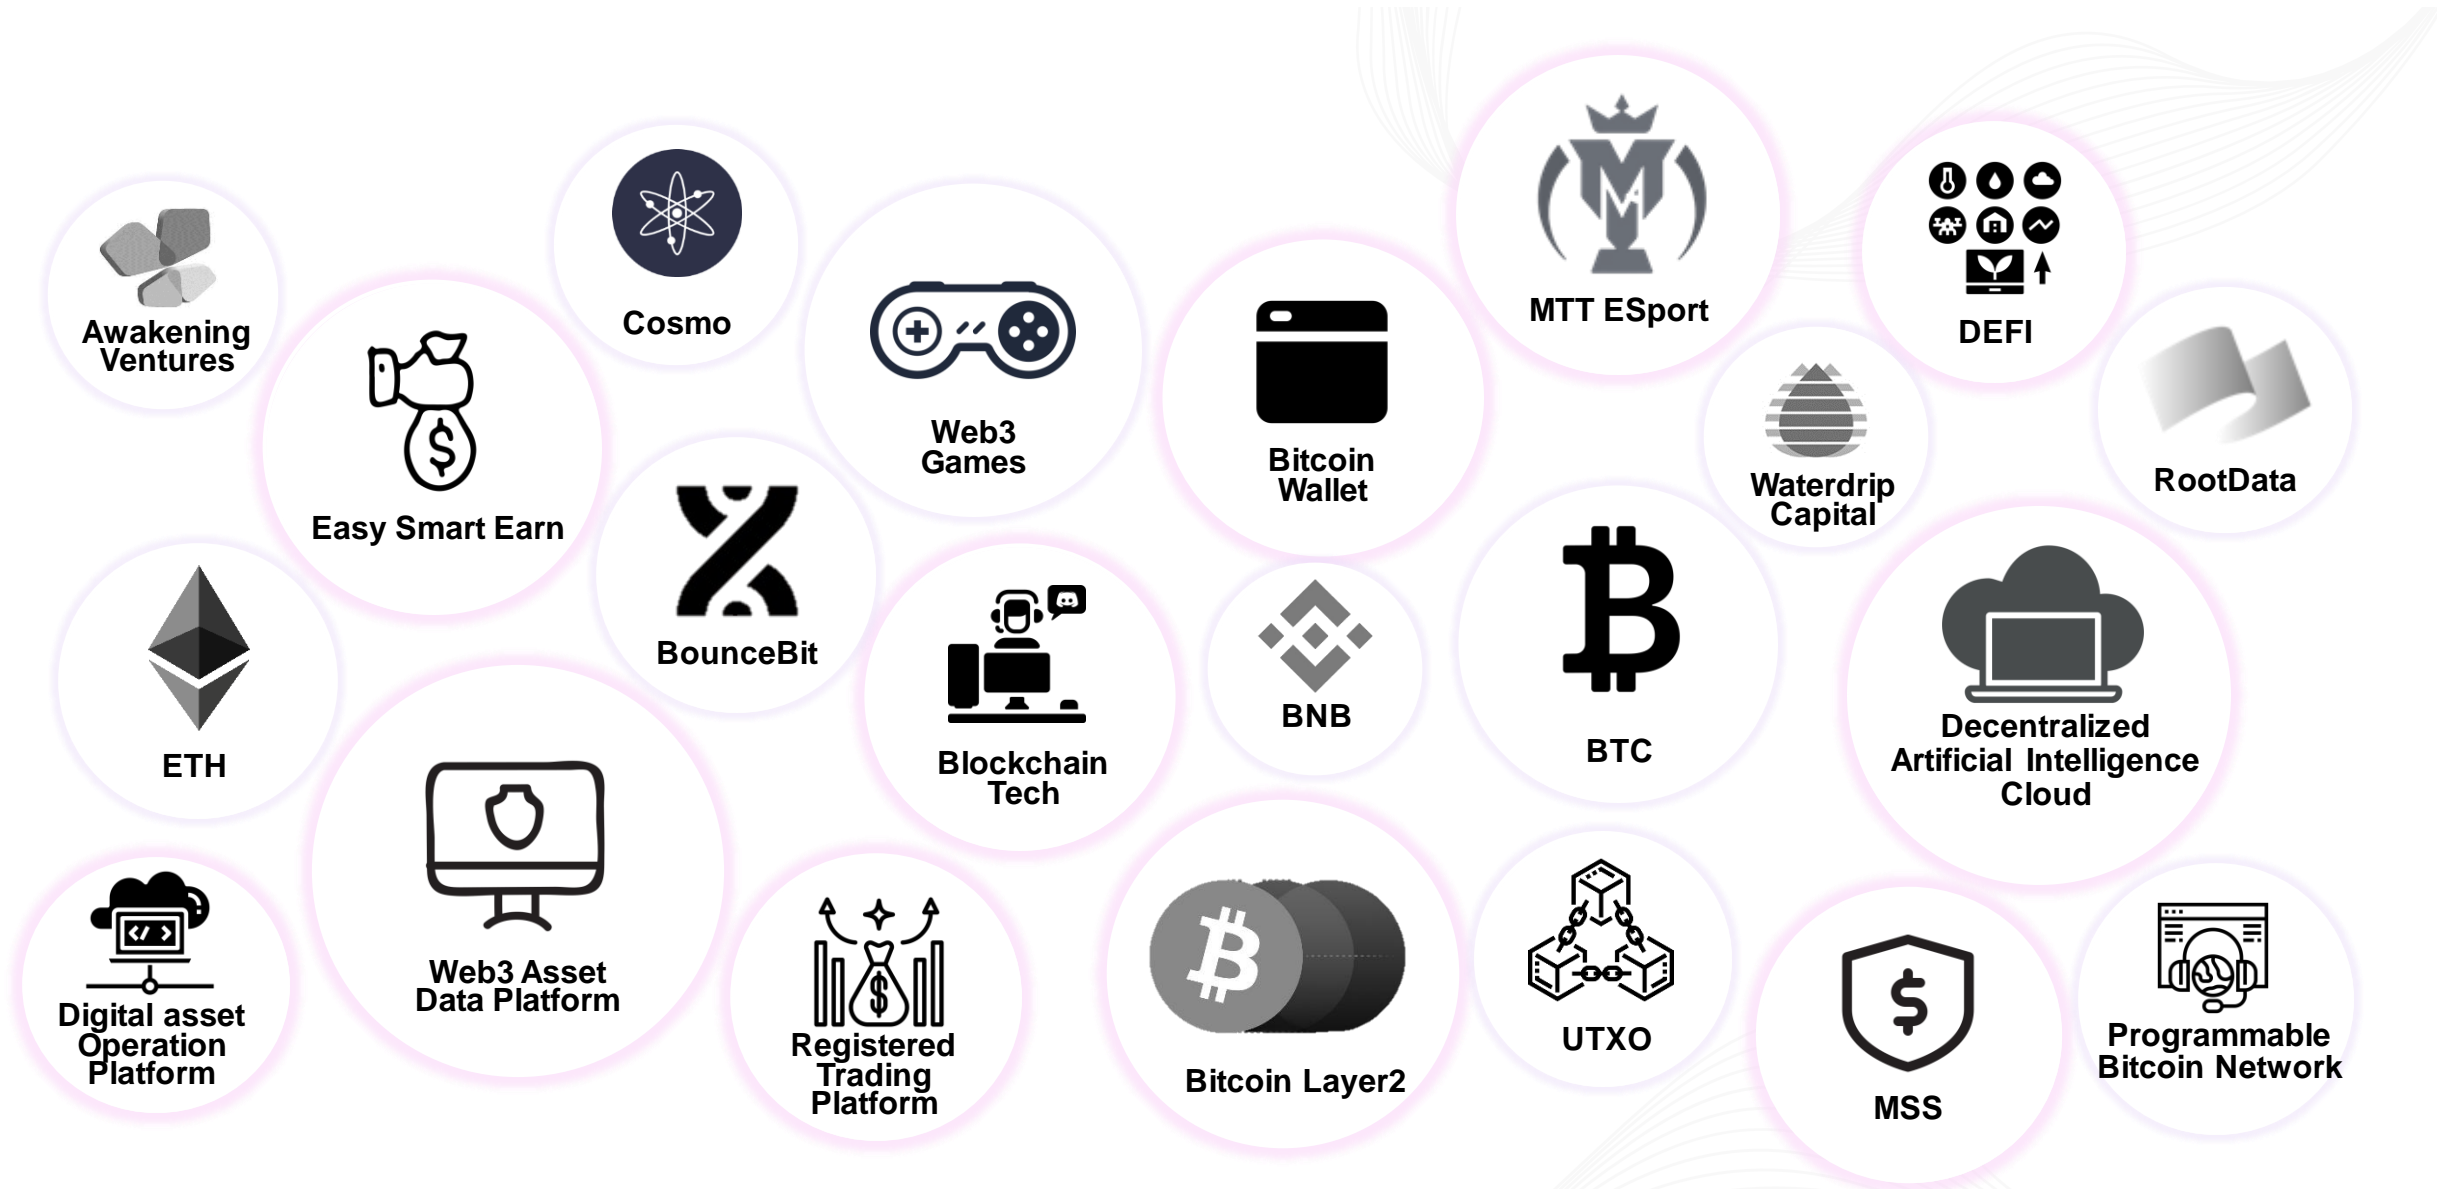 MTT ESport
Cosmo
DEFI
Awakening
Ventures
Web3
Games
Bitcoin
Wallet
Waterdrip
Capital
RootData
Easy Smart Earn
BounceBit
BNB
BTC
Decentralized
Artificial Intelligence
Cloud
ETH
Blockchain
Tech
Web3 Asset
Data Platform
Digital asset
Operation
Platform
Registered
Trading
Platform
Bitcoin Layer2
UTXO
MSS
Programmable
Bitcoin Network